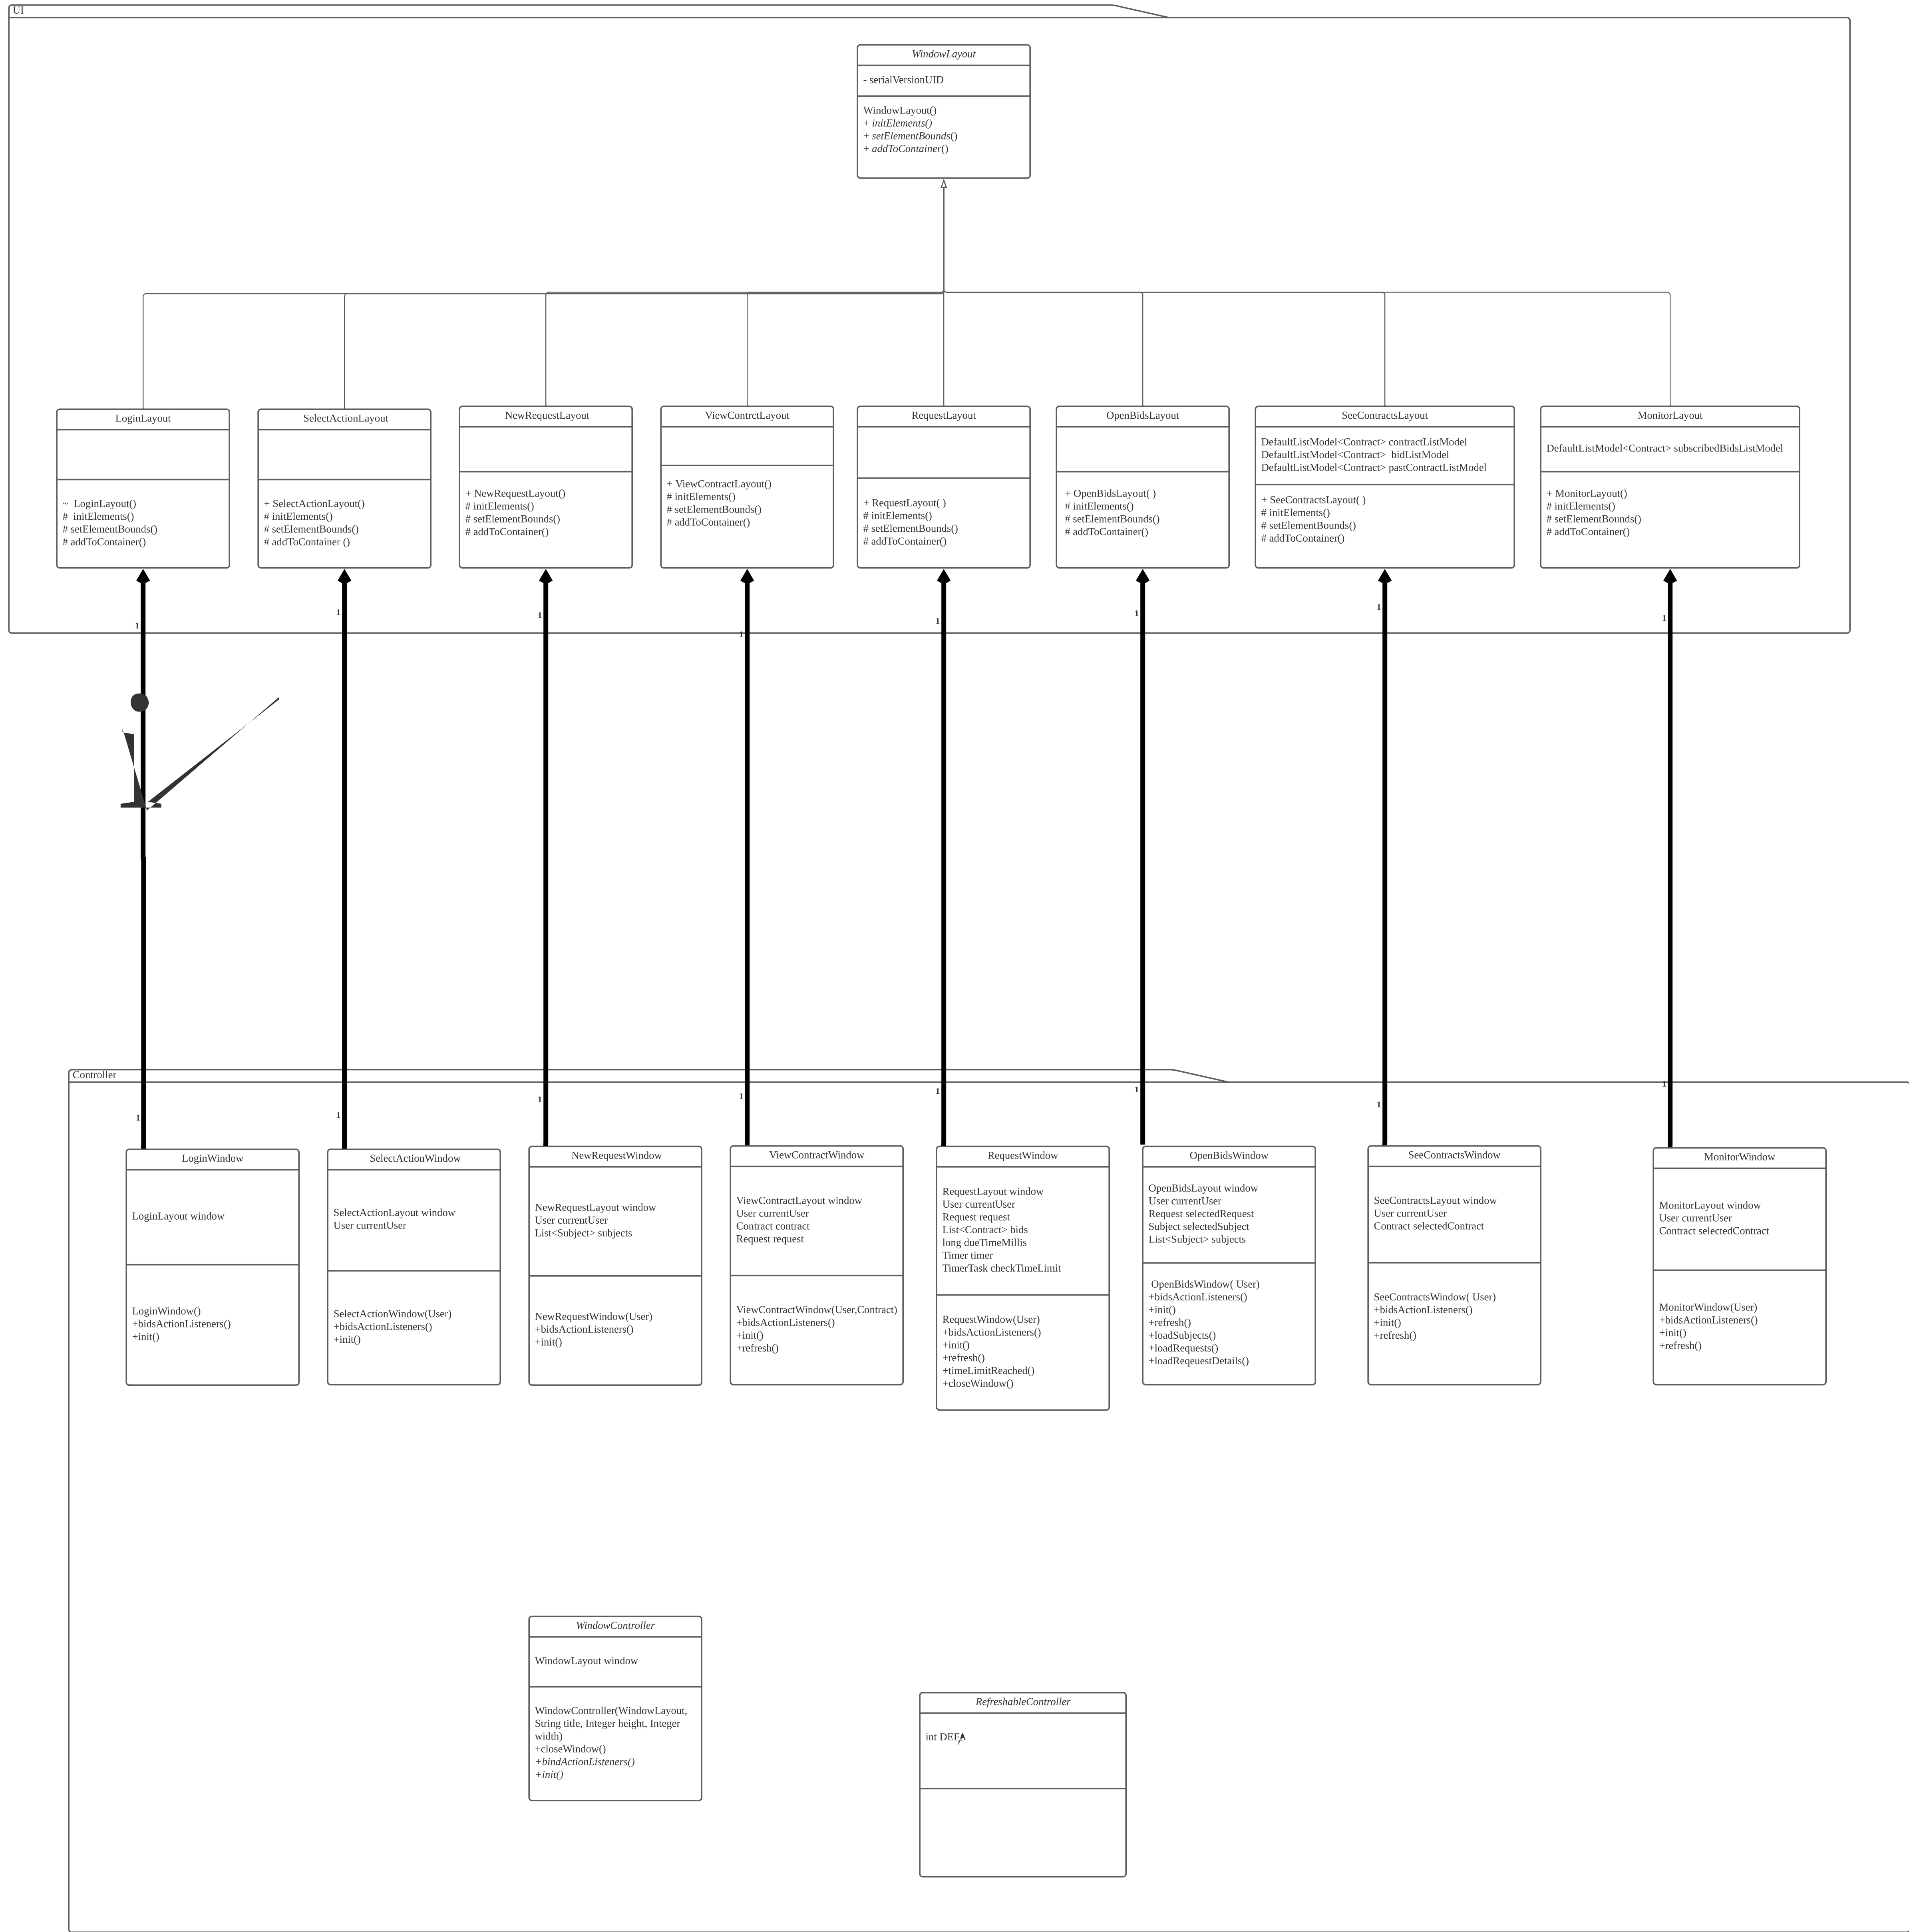 UI
WindowLayout
- serialVersionUID
WindowLayout()
+ initElements()
+ setElementBounds()
+ addToContainer()
LoginLayout
~  LoginLayout()
#  initElements()
# setElementBounds()
# addToContainer()
SelectActionLayout
+ SelectActionLayout()
# initElements()
# setElementBounds()
# addToContainer ()
NewRequestLayout
+ NewRequestLayout()
# initElements()
# setElementBounds()
# addToContainer()
ViewContrctLayout
+ ViewContractLayout()
# initElements()
# setElementBounds()
# addToContainer()
RequestLayout
+ RequestLayout( )
# initElements()
# setElementBounds()
# addToContainer()
OpenBidsLayout
+ OpenBidsLayout( )
# initElements()
# setElementBounds()
# addToContainer()
SeeContractsLayout
DefaultListModel<Contract> contractListModel
DefaultListModel<Contract>  bidListModel
DefaultListModel<Contract> pastContractListModel
+ SeeContractsLayout( )
# initElements()
# setElementBounds()
# addToContainer()
MonitorLayout
DefaultListModel<Contract> subscribedBidsListModel
+ MonitorLayout()
# initElements()
# setElementBounds()
# addToContainer()
1
1
1
1
1
1
1
1
Controller
1
1
1
1
1
1
1
1
LoginWindow
LoginLayout window
LoginWindow()
+bidsActionListeners()
+init()
SelectActionWindow
SelectActionLayout window
User currentUser
SelectActionWindow(User)
+bidsActionListeners()
+init()
NewRequestWindow
NewRequestLayout window
User currentUser
List<Subject> subjects
NewRequestWindow(User)
+bidsActionListeners()
+init()
ViewContractWindow
ViewContractLayout window
User currentUser
Contract contract
Request request
ViewContractWindow(User,Contract)
+bidsActionListeners()
+init()
+refresh()
RequestWindow
RequestLayout window
User currentUser
Request request
List<Contract> bids
long dueTimeMillis
Timer timer
TimerTask checkTimeLimit
RequestWindow(User)
+bidsActionListeners()
+init()
+refresh()
+timeLimitReached()
+closeWindow()
OpenBidsWindow
OpenBidsLayout window
User currentUser
Request selectedRequest
Subject selectedSubject
List<Subject> subjects
OpenBidsWindow( User)
+bidsActionListeners()
+init()
+refresh()
+loadSubjects()
+loadRequests()
+loadReqeuestDetails()
SeeContractsWindow
SeeContractsLayout window
User currentUser
Contract selectedContract
SeeContractsWindow( User)
+bidsActionListeners()
+init()
+refresh()
MonitorWindow
MonitorLayout window
User currentUser
Contract selectedContract
MonitorWindow(User)
+bidsActionListeners()
+init()
+refresh()
WindowController
WindowLayout window
WindowController(WindowLayout,
String title, Integer height, Integer
width)
+closeWindow()
+bindActionListeners()
+init()
RefreshableController
int DEFA